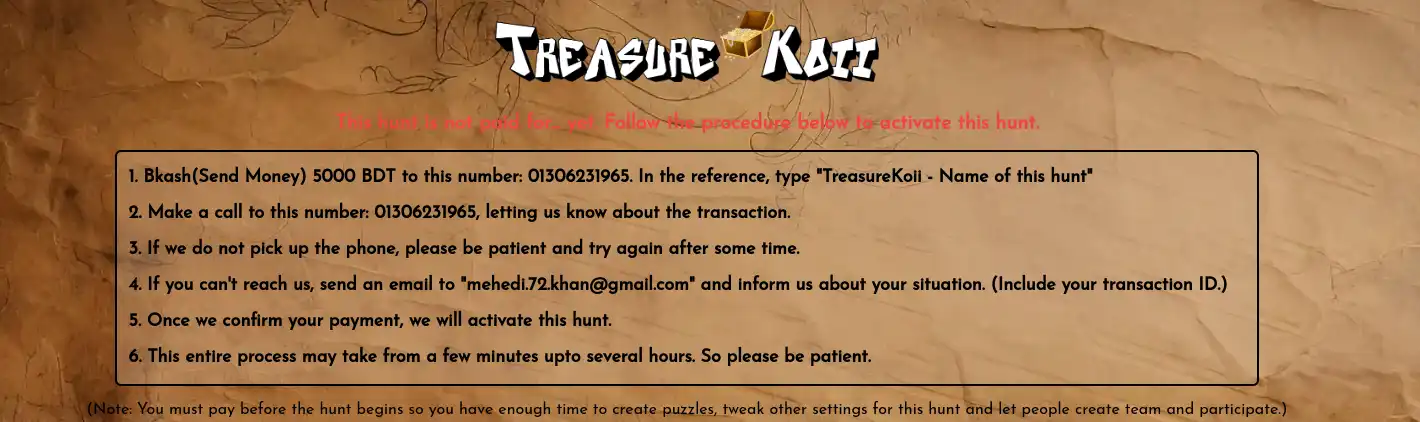 TREASURE KOII
This hunt is not paid for... yet. Follow the procedure below to activate this hunt.
1. Bkash(Send Money) 5000 BDT to this number: 01306231965. In the reference, type "TreasureKoii - Name of this hunt"
2. Make a call to this number: 01306231965, letting us know about the transaction.
3. If we do not pick up the phone, please be patient and try again after some time.
4. If you can't reach us, send an email to "mehedi.72.khan@gmail.com" and inform us about your situation. (Include your transaction ID.)
5. Once we confirm your payment, we will activate this hunt.
6. This entire process may take from a few minutes upto several hours. So please be patient.
(Note: You must pay before the hunt begins so you have enough time to create puzzles, tweak other settings for this hunt and let people create team and participate.)